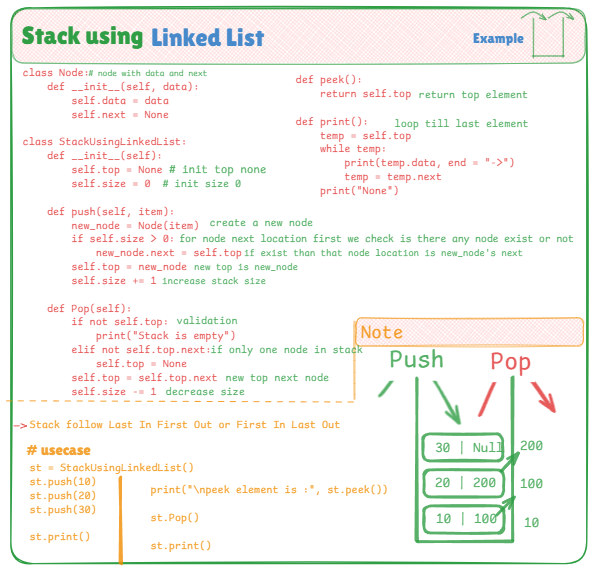 Stack using Linked List
Example
class Node:# node with data and next
def __init__(self, data):
self.data = data
self.next = None
class StackUsingLinkedList:
def __init__(self):
self.top = None # init top none
self.size = 0 # init size 0
def push(self, item):
new_node = Node(item) create a new node
if self.size > 0: for node next location first we check is there any node exist or not
new_node.next = self.top if exist than that node location is new_node's next
self.top = new_node new top is new_node
self.size += 1 increase stack size
def Pop(self):
if not self.top: validation
print("Stack is empty")
elif not self.top.next:if only one node in stack
self.top = None
self.top = self.top.next new top next node
self.size -= 1 decrease size
def peek():
return self.top return top element
def print(): loop till last element
temp = self.top
while temp:
print(temp.data, end = "->")
temp = temp.next
print("None")
Note
Push Pop
30 | Null
200
20 | 200
100
10 | 100
10
->Stack follow Last In First Out or First In Last Out
# usecase
st = StackUsingLinkedList()
st.push(10)
st.push(20)
st.push(30)
st.print()
print("\npeek element is :", st.peek())
st.Pop()
st.print()